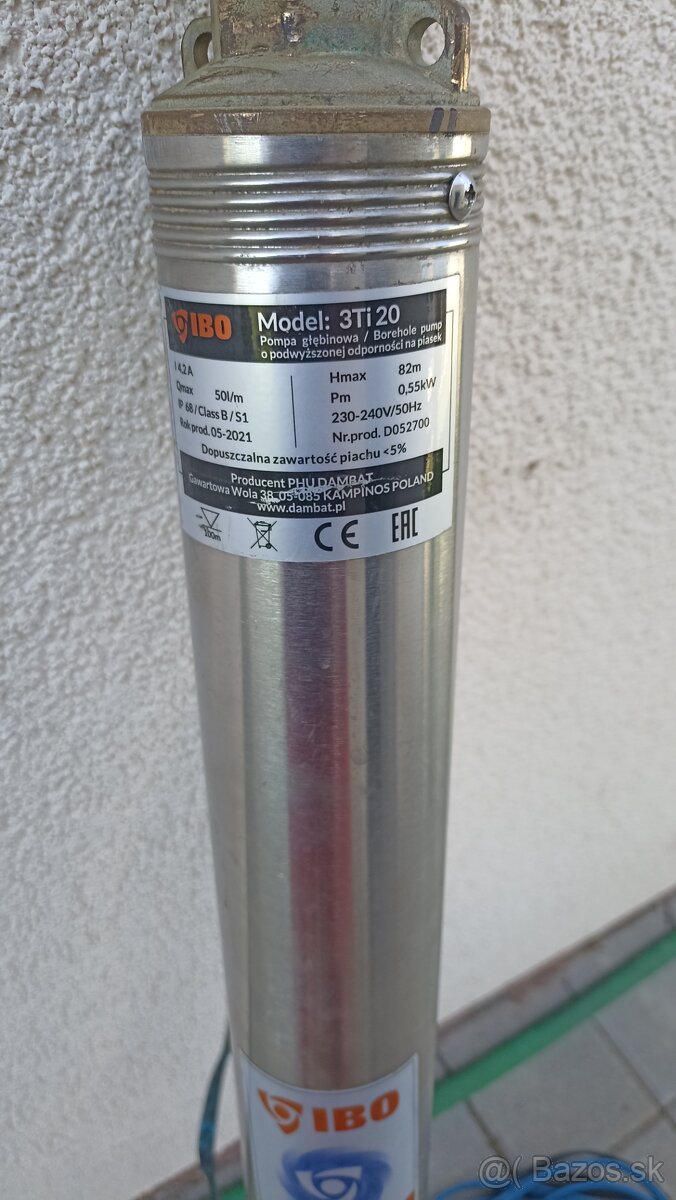 IBO Model: 3Ti 20
Pompa głębinowa / Borehole pump
o podwyższonej odporności na piasek
I 4,2 A
Qmax 50l/m
IP 68 / Class B / S1
Rok prod. 05-2021
Hmax 82m
Pm 0,55kW
230-240V/50Hz
Nr.prod. D052700
Dopuszczalna zawartość piachu <5%
Producent PHU DAMBAT
Gawartowa Wola 38, 05-085 KAMPINOS POLAND
www.dambat.pl
100m
CE EAC
IBO
@Bazos.sk